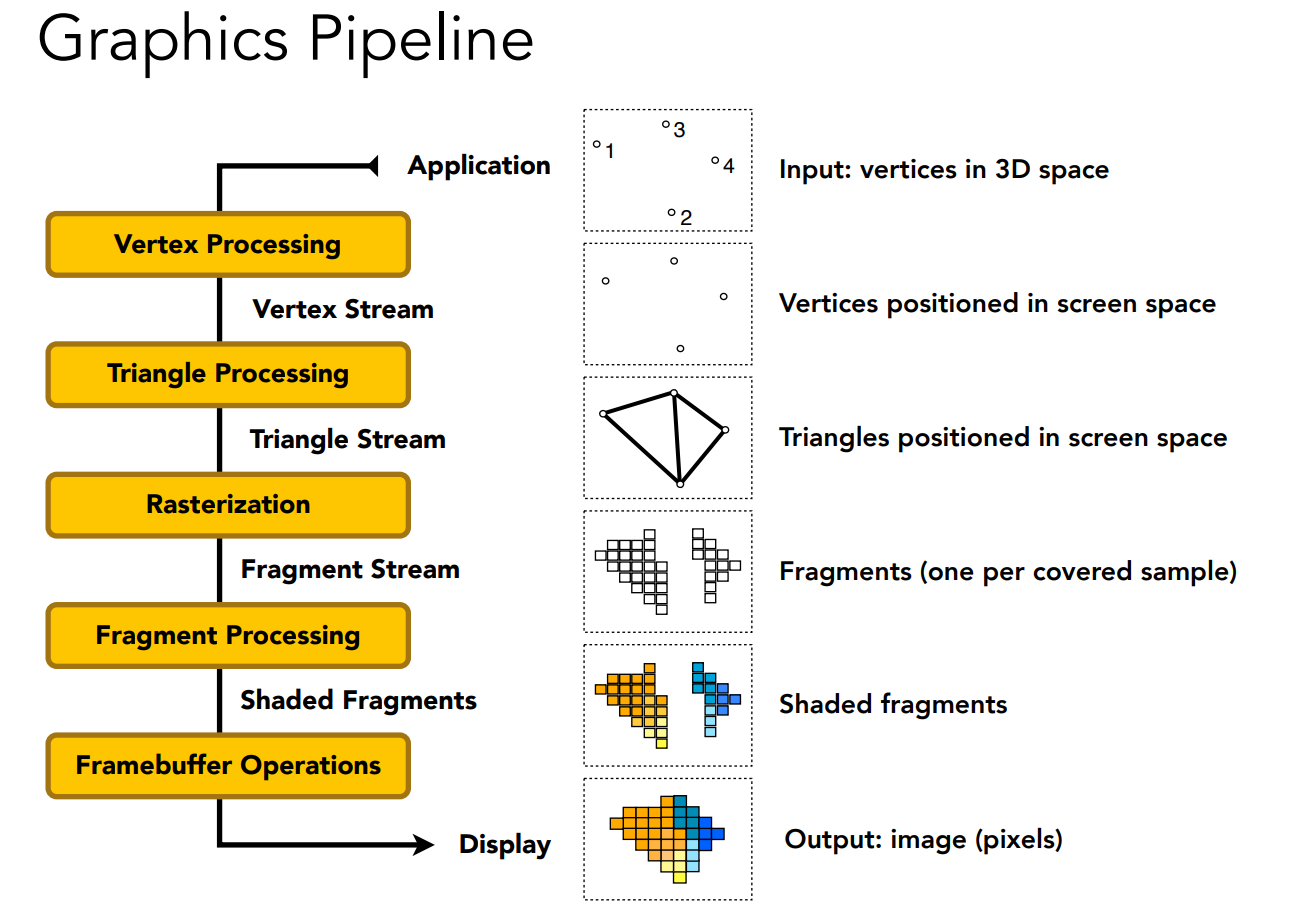 Graphics Pipeline
Application
3
1
4
2
Input: vertices in 3D space
Vertex Processing
Vertex Stream
Vertices positioned in screen space
Triangle Processing
Triangle Stream
Triangles positioned in screen space
Rasterization
Fragment Stream
Fragments (one per covered sample)
Fragment Processing
Shaded Fragments
Shaded fragments
Framebuffer Operations
Display
Output: image (pixels)